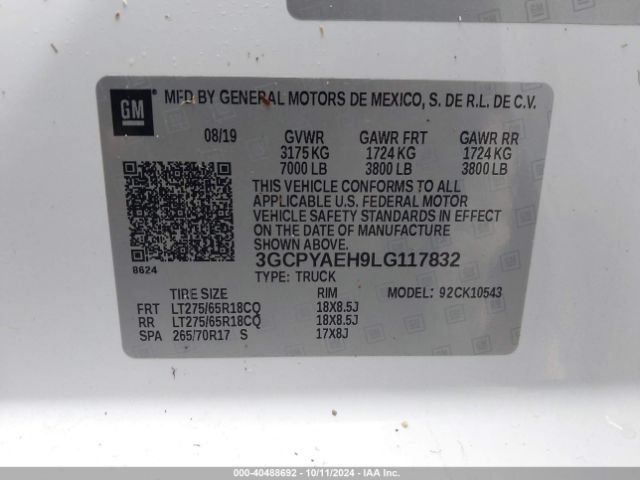 GM MFD BY GENERAL MOTORS DE MEXICO, S. DE R.L. DE C.V.
08/19 GVWR GAWR FRT GAWR RR
3175 KG 1724 KG 1724 KG
7000 LB 3800 LB 3800 LB
THIS VEHICLE CONFORMS TO ALL
APPLICABLE U.S. FEDERAL MOTOR
VEHICLE SAFETY STANDARDS IN EFFECT
ON THE DATE OF MANUFACTURE
SHOWN ABOVE.
8624 3GCPYAEH9LG117832
TYPE: TRUCK
TIRE SIZE RIM MODEL: 92CK10543
FRT LT275/65R18CQ 18X8.5J
RR LT275/65R18CQ 18X8.5J
SPA 265/70R17 S 17X8J
000-40488692 - 10/11/2024 - IAA Inc.